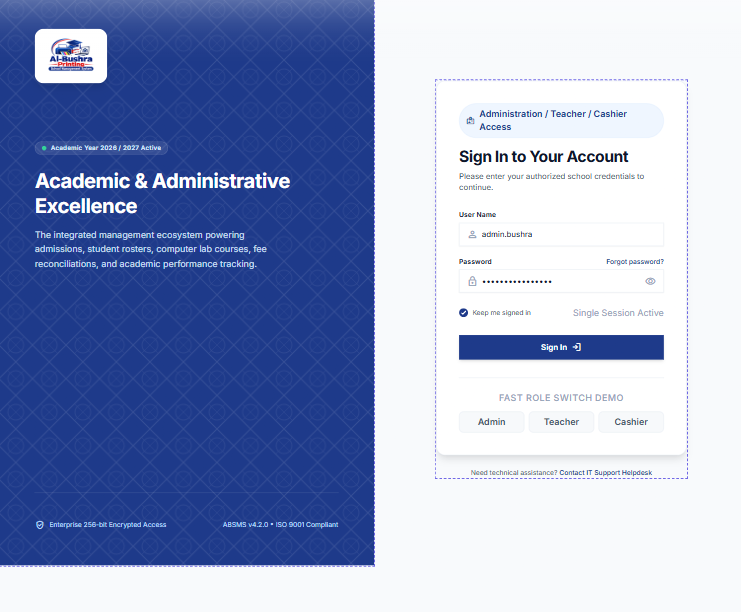 Al-Bushra
Printing
Academic Year 2026 / 2027 Active
Academic & Administrative
Excellence
The integrated management ecosystem powering
admissions, student rosters, computer lab courses, fee
reconciliations, and academic performance tracking.
Enterprise 256-bit Encrypted Access
ABSMS v4.2.0 • ISO 9001 Compliant
Administration / Teacher / Cashier
Access
Sign In to Your Account
Please enter your authorized school credentials to
continue.
User Name
admin.bushra
Password
Forgot password?
Keep me signed in
Single Session Active
Sign In
FAST ROLE SWITCH DEMO
Admin
Teacher
Cashier
Need technical assistance? Contact IT Support Helpdesk